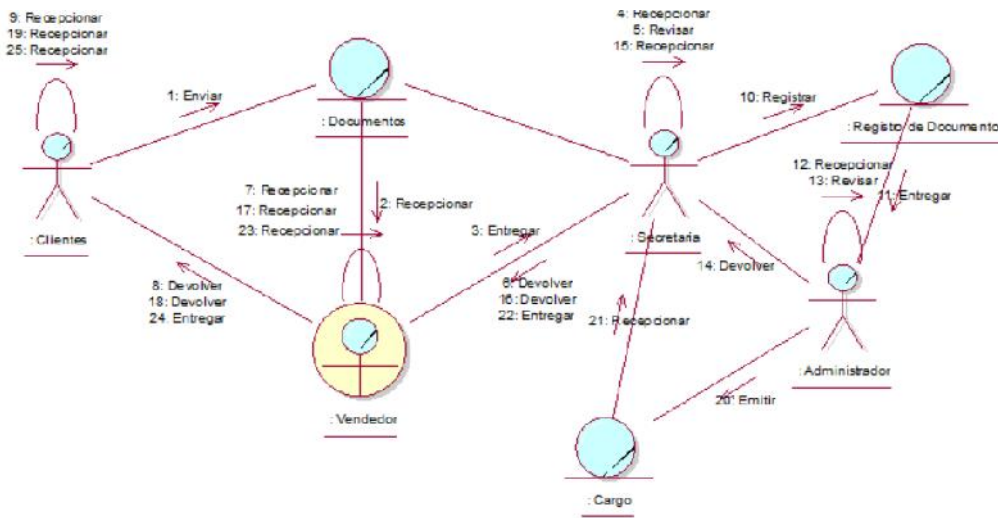 9: Recepcionar
19: Recepcionar
25: Recepcionar
4: Recepcionar
5: Revisar
15: Recepcionar
1: Enviar
10: Registrar
: Documentos
: Registro de Documento
12: Recepcionar
13: Revisar
11: Entregar
7: Recepcionar
17: Recepcionar
23: Recepcionar
2: Recepcionar
3: Entregar
: Clientes
: Secretaria
14: Devolver
8: Devolver
18: Devolver
24: Entregar
6: Devolver
16: Devolver
22: Entregar
21: Recepcionar
: Administrador
20: Emitir
: Vendedor
: Cargo